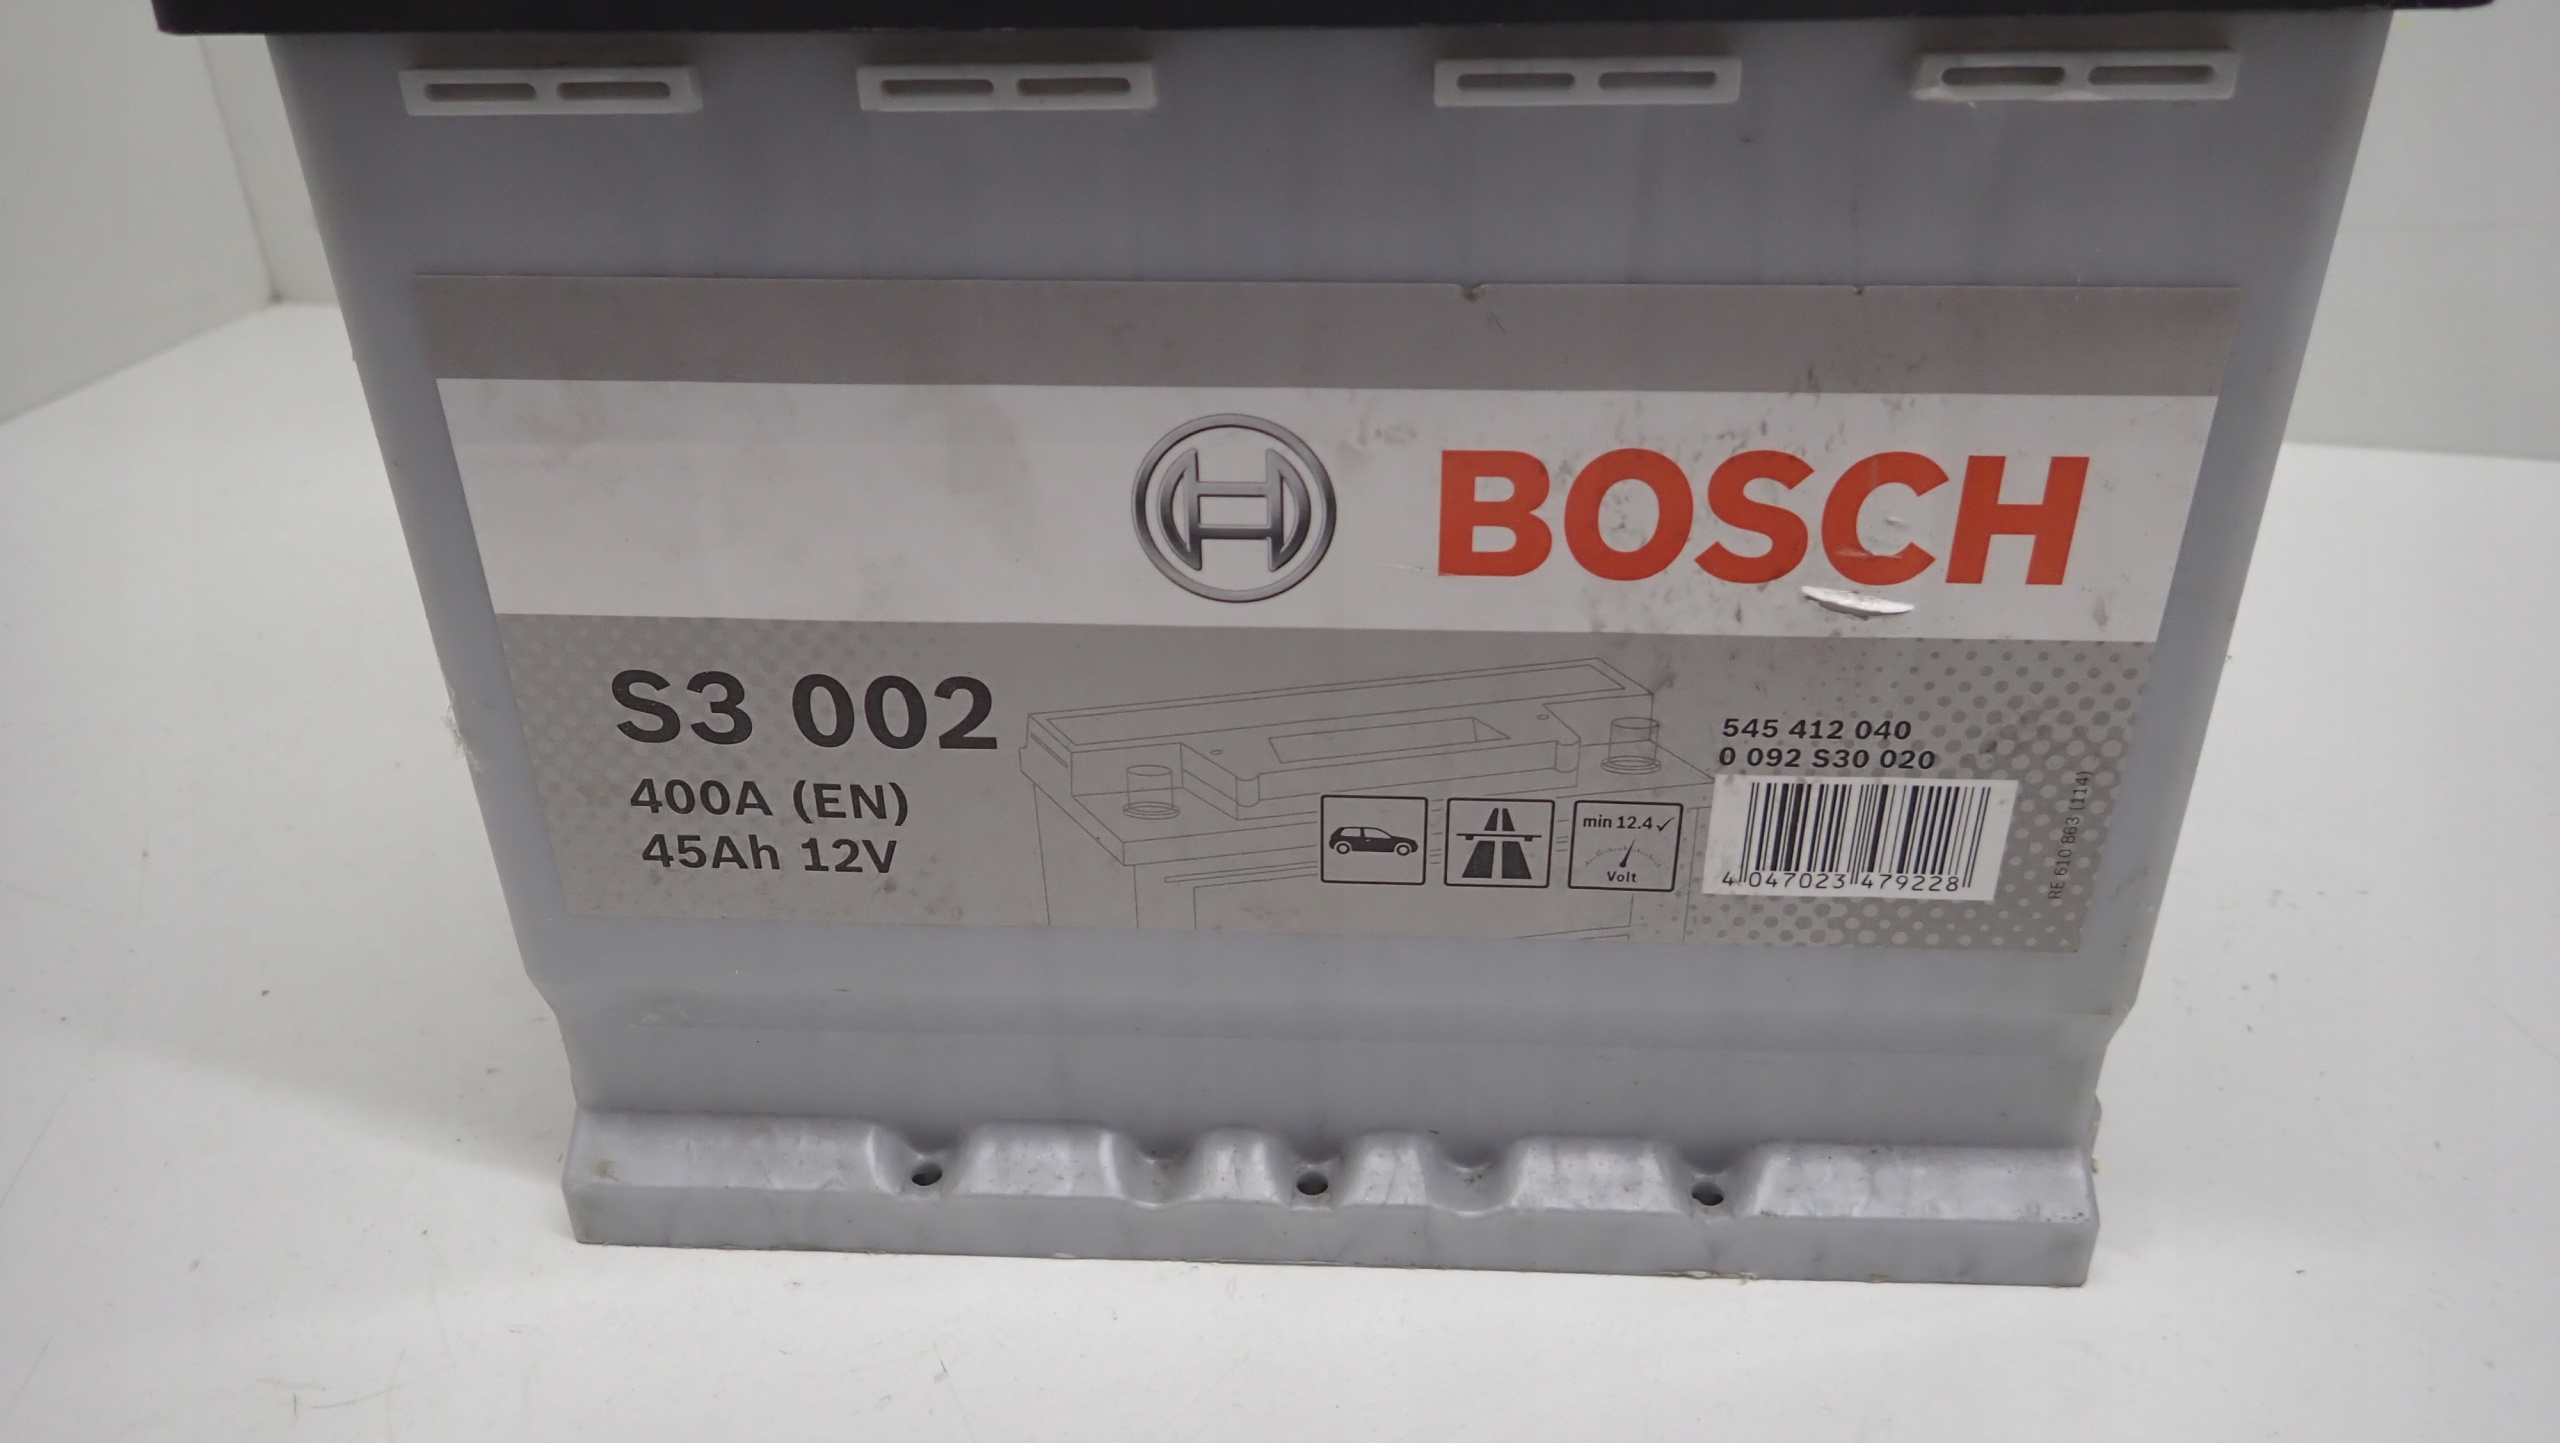 BOSCH
S3 002
400A (EN)
45Ah 12V
min 12.4✓
Volt
545 412 040
0 092 S30 020
4 047023 479228
RE 610 863 (114)